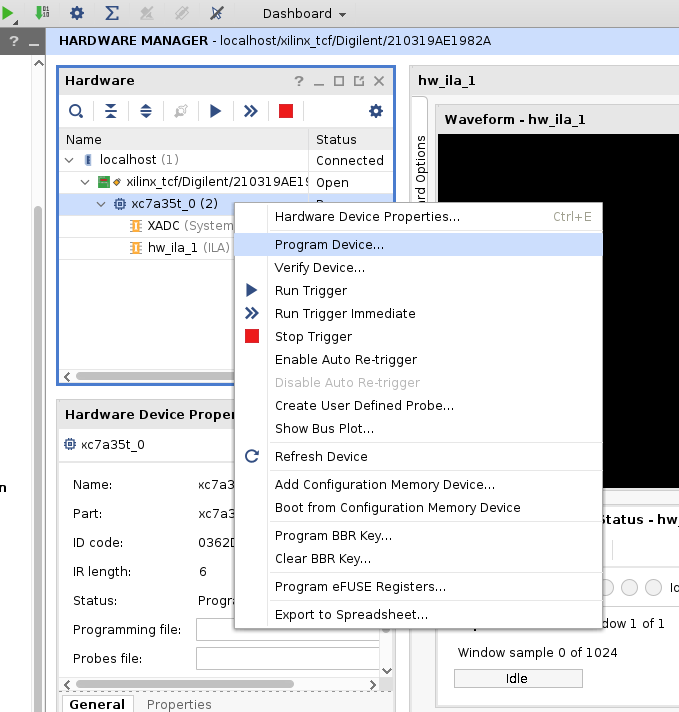 Dashboard
?
HARDWARE MANAGER - localhost/xilinx_tcf/Digilent/210319AE1982A
Hardware
?
hw_ila_1
Waveform - hw_ila_1
Name
Status
localhost (1)
Connected
xilinx_tcf/Digilent/210319AE19
Open
xc7a35t_0 (2)
XADC (System
hw_ila_1 (ILA)
Hardware Device Properties...
Ctrl+E
Program Device...
Verify Device...
Run Trigger
Run Trigger Immediate
Stop Trigger
Enable Auto Re-trigger
Disable Auto Re-trigger
Create User Defined Probe...
Show Bus Plot...
Refresh Device
Add Configuration Memory Device...
Boot from Configuration Memory Device
Program BBR Key...
Clear BBR Key...
Program eFUSE Registers...
Export to Spreadsheet...
rd Options
Hardware Device Proper
xc7a35t_0
Name:
xc7a3
Part:
xc7a3
ID code:
0362D
IR length:
6
Status:
Progr
Programming file:
Probes file:
General
Properties
Status - hw_
Id
dow 1 of 1
Window sample 0 of 1024
Idle
n